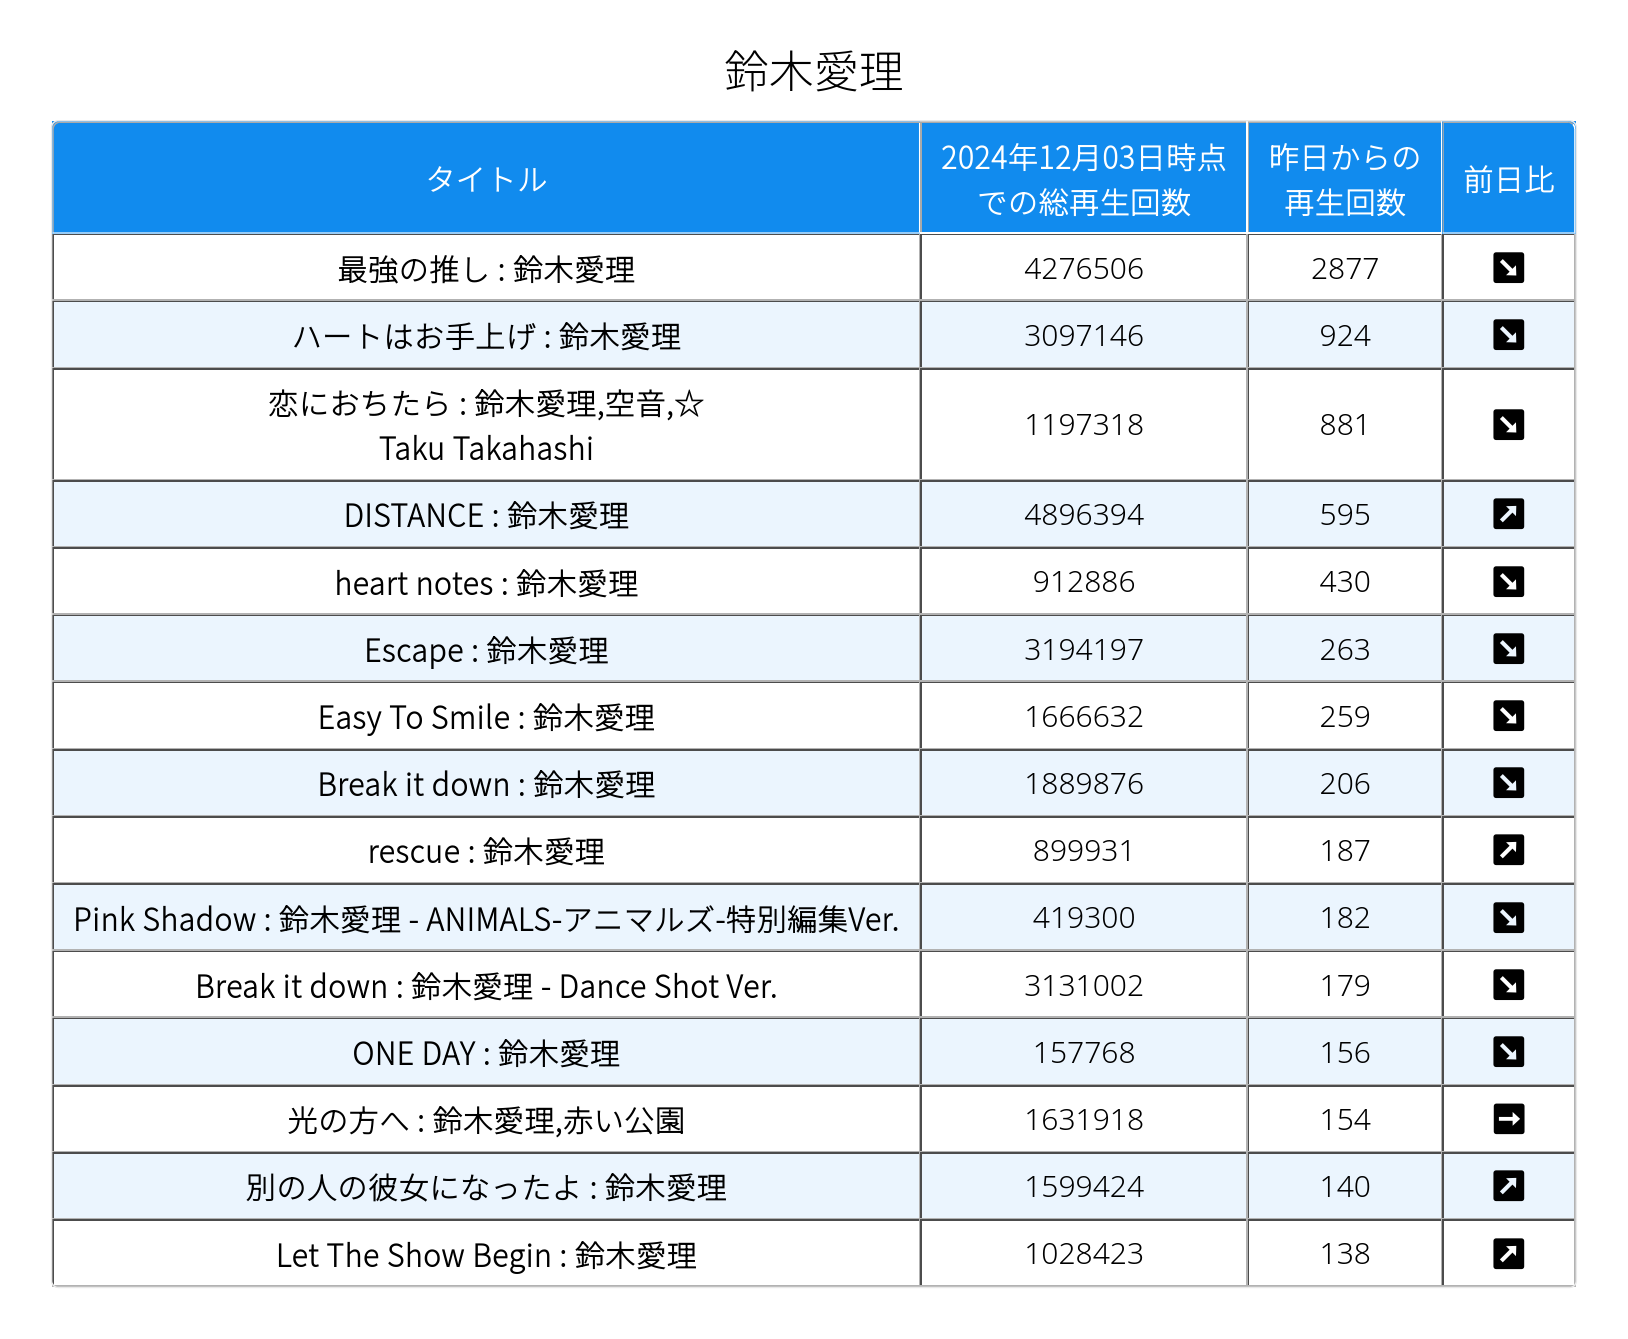 鈴木愛理
タイトル
2024年12月03日時点
での総再生回数
昨日からの
再生回数
前日比
最強の推し : 鈴木愛理 4276506 2877 ↘
ハートはお手上げ : 鈴木愛理 3097146 924 ↘
恋におちたら : 鈴木愛理,空音,☆
Taku Takahashi 1197318 881 ↘
DISTANCE : 鈴木愛理 4896394 595 ↗
heart notes : 鈴木愛理 912886 430 ↘
Escape : 鈴木愛理 3194197 263 ↘
Easy To Smile : 鈴木愛理 1666632 259 ↘
Break it down : 鈴木愛理 1889876 206 ↘
rescue : 鈴木愛理 899931 187 ↗
Pink Shadow : 鈴木愛理 - ANIMALS-アニマルズ-特別編集Ver. 419300 182 ↘
Break it down : 鈴木愛理 - Dance Shot Ver. 3131002 179 ↘
ONE DAY : 鈴木愛理 157768 156 ↘
光の方へ : 鈴木愛理,赤い公園 1631918 154 →
別の人の彼女になったよ : 鈴木愛理 1599424 140 ↗
Let The Show Begin : 鈴木愛理 1028423 138 ↗